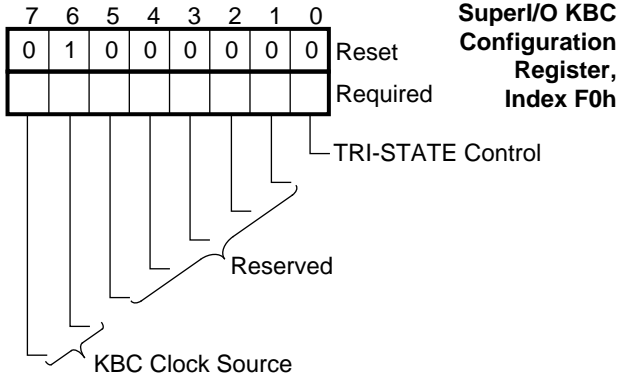 7 6 5 4 3 2 1 0
0 1 0 0 0 0 0 0 Reset
Required
SuperI/O KBC
Configuration
Register,
Index F0h
TRI-STATE Control
Reserved
KBC Clock Source